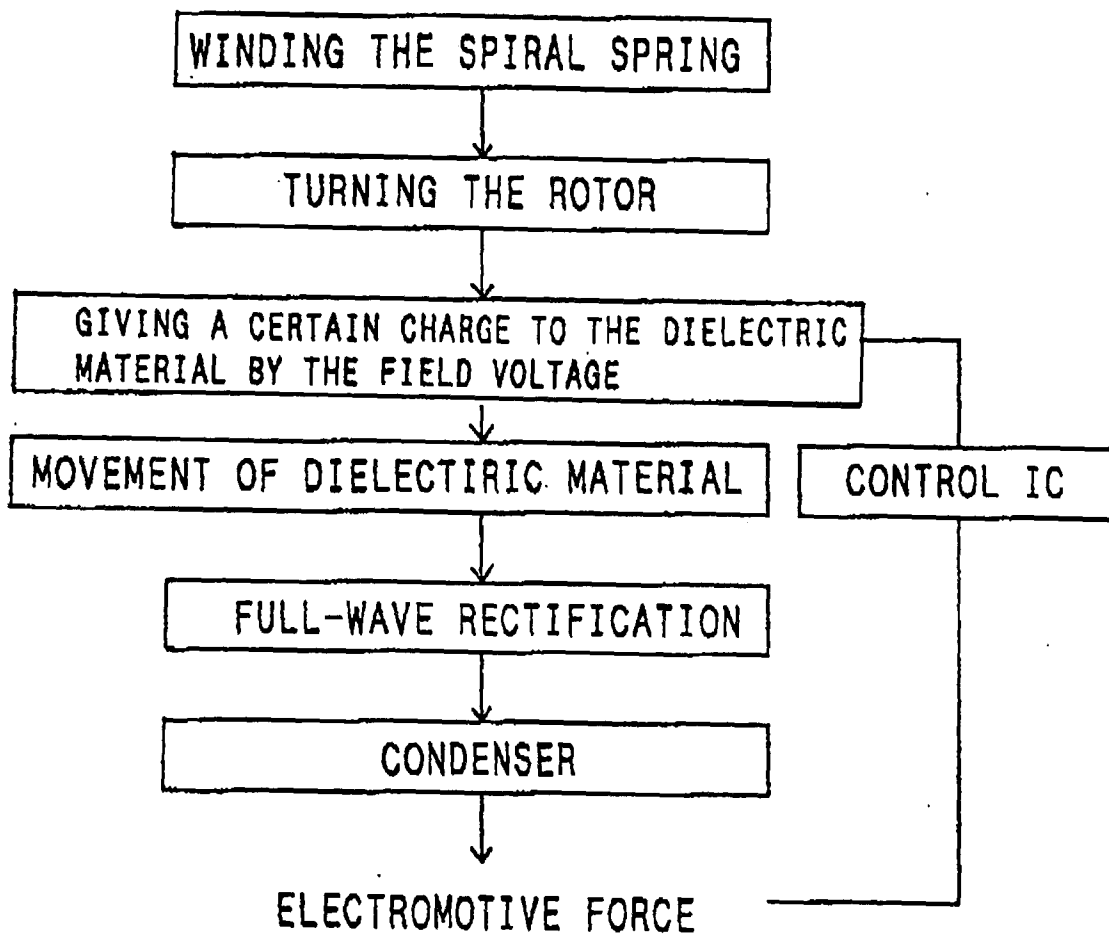 WINDING THE SPIRAL SPRING
TURNING THE ROTOR
GIVING A CERTAIN CHARGE TO THE DIELECTRIC
MATERIAL BY THE FIELD VOLTAGE
MOVEMENT OF DIELECTIRIC MATERIAL
CONTROL IC
FULL-WAVE RECTIFICATION
CONDENSER
ELECTROMOTIVE FORCE